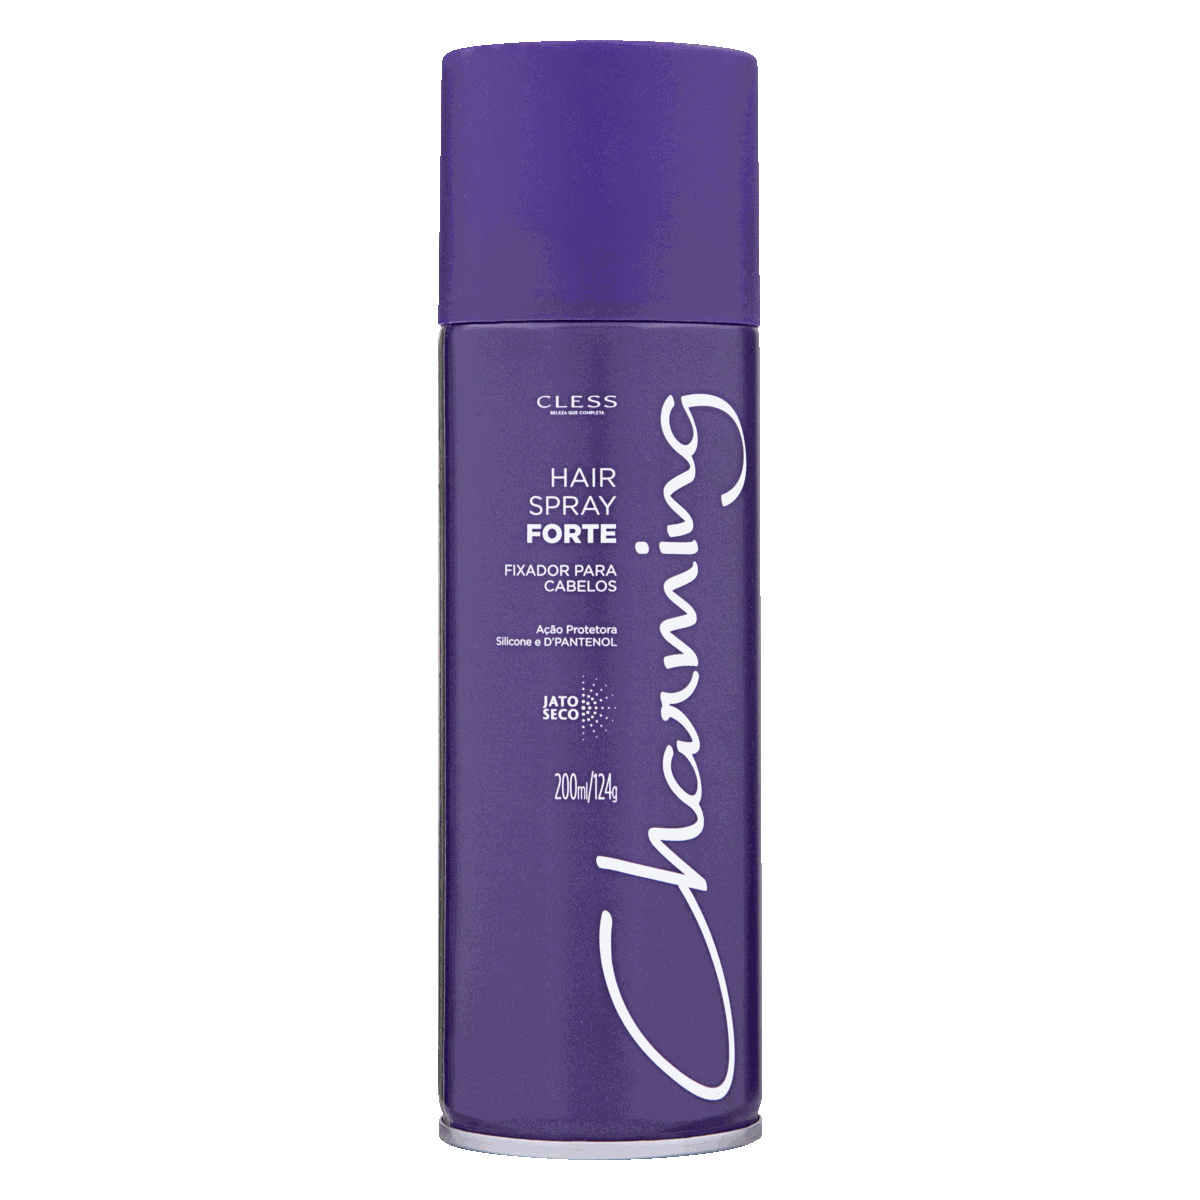 CLESS
BELEZA QUE COMPLETA
HAIR
SPRAY
FORTE
FIXADOR PARA
CABELOS
Ação Protetora
Silicone e D'PANTENOL
JATO
SECO
200ml/124g
Charming